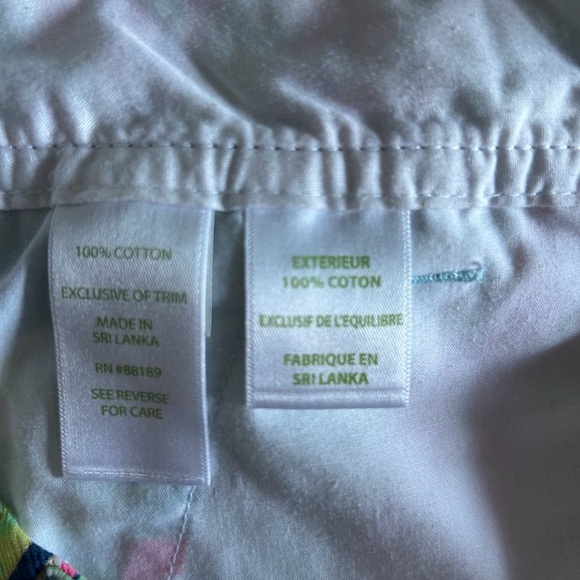 100% COTTON
EXCLUSIVE OF TRIM
MADE IN
SRI LANKA
RN #88189
SEE REVERSE
FOR CARE
EXTERIEUR
100% COTON
EXCLUSIF DE L'EQUILIBRE
FABRIQUE EN
SRI LANKA